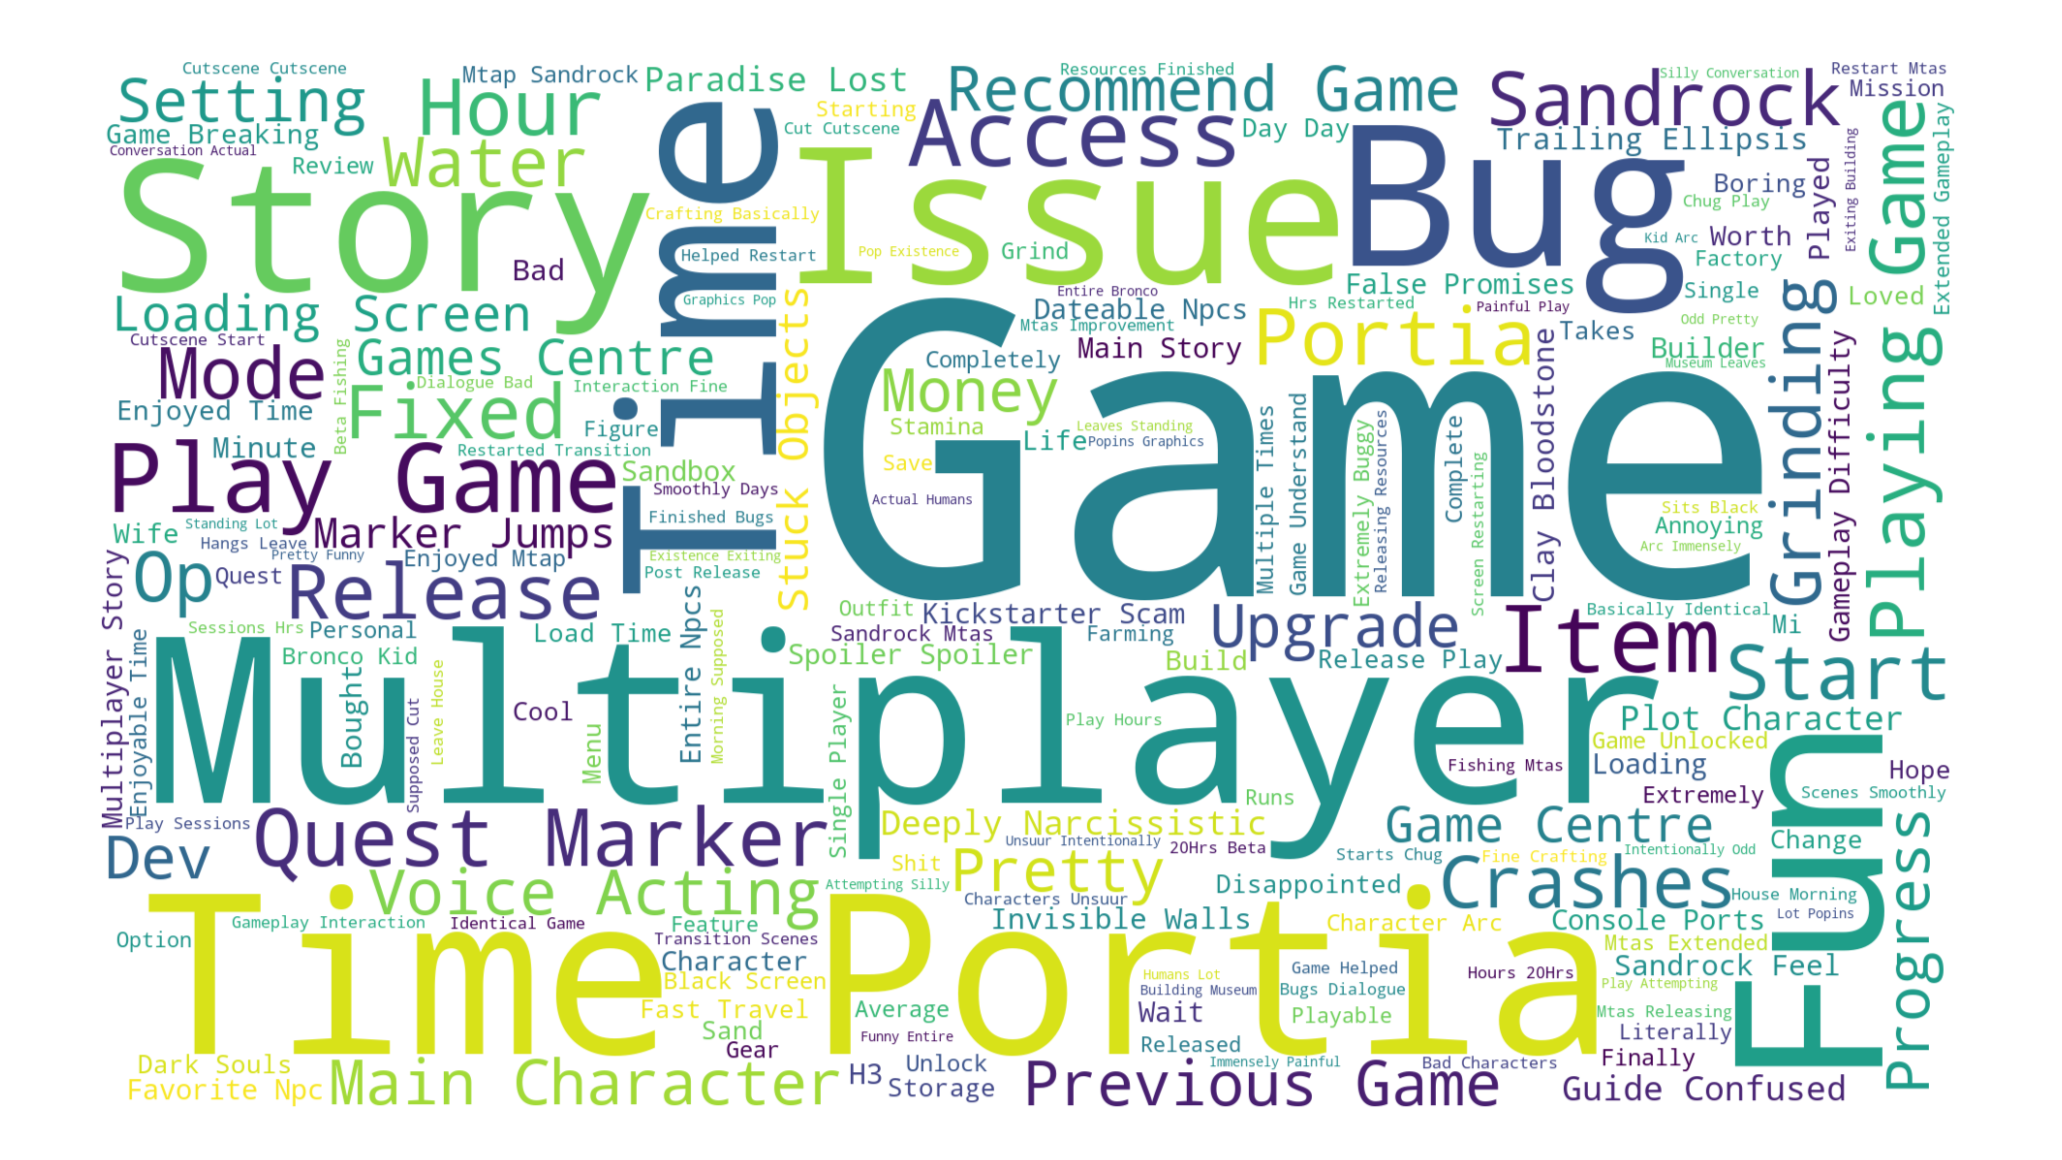 Cutscene Cutscene
Mtap Sandrock
Paradise Lost
Resources Finished
Recommend Game
Sandrock
Silly Conversation
Restart Mtas
Mission
Setting
Hour
Starting
Access
Day Day
Game Breaking
Cut Cutscene
Trailing Ellipsis
Conversation Actual
Review
Water
Time
Issue
Bug
Boring
Played
Exiting Building
Playing Game
Extended Gameplay
Story
Bad
Crafting Basically
Helped Restart
Pop Existence
Grind
Chug Play
Kid Arc
Worth
Factory
Graphics Pop
Stuck Objects
Entire Bronco
Dateable Npcs
False Promises
Hrs Restarted
Painful Play
Single
Loved
Loading Screen
Cutscene Start
Mtas Improvement
Portia
Odd Pretty
Takes
Builder
Museum Leaves
Mode
Games Centre
Completely
Main Story
Clay Bloodstone
Grinding
Gameplay Difficulty
Beta Fishing
Dialogue Bad
Interaction Fine
Money
Game
Enjoyed Time
Fixed
Figure
Stamina
Leaves Standing
Life
Popins Graphics
Multiple Times
Game Understand
Extremely Buggy
Releasing Resources
Complete
Screen Restarting
Minute
Restarted Transition
Play Game
Sandbox
Save
Smoothly Days
Actual Humans
Sits Black
Annoying
Arc Immensely
Wife
Standing Lot
Marker Jumps
Finished Bugs
Hangs Leave
Pretty Funny
Enjoyed Mtap
Existence Exiting
Post Release
Op
Quest
Release
Multiplayer Story
Enjoyable Time
Sessions Hrs
Personal
Load Time
Entire Npcs
Morning Supposed
Outfit
Kickstarter Scam
Sandrock Mtas
Farming
Upgrade
Item
Basically Identical
Mi
Bronco Kid
Spoiler Spoiler
Build
Release Play
Start
Multiplayer
Bought
Supposed Cut
Leave House
Cool
Menu
Single Player
Play Hours
Plot Character
Game Unlocked
Loading
Fun
Hope
Fishing Mtas
Extremely
Scenes Smoothly
Runs
Play Sessions
Quest Marker
Deeply Narcissistic
Game Centre
Change
Progress
Dev
Unsuur Intentionally
20Hrs Beta
Starts Chug
Fine Crafting
Intentionally Odd
Shit
Pretty
Voice Acting
Attempting Silly
Disappointed
Crashes
House Morning
Characters Unsuur
Lot Popins
Gameplay Interaction
Identical Game
Feature
Invisible Walls
Character Arc
Console Ports
Option
Transition Scenes
Mtas Extended
Time Portia
Character
Black Screen
Humans Lot
Game Helped
Hours 20Hrs
Sandrock Feel
Building Museum
Bugs Dialogue
Play Attempting
Fast Travel
Average
Wait
Playable
Mtas Releasing
Sand
Funny Entire
Literally
Gear
Released
Dark Souls
Main Character
H3
Unlock
Immensely Painful
Bad Characters
Finally
Favorite Npc
Storage
Previous Game
Guide Confused